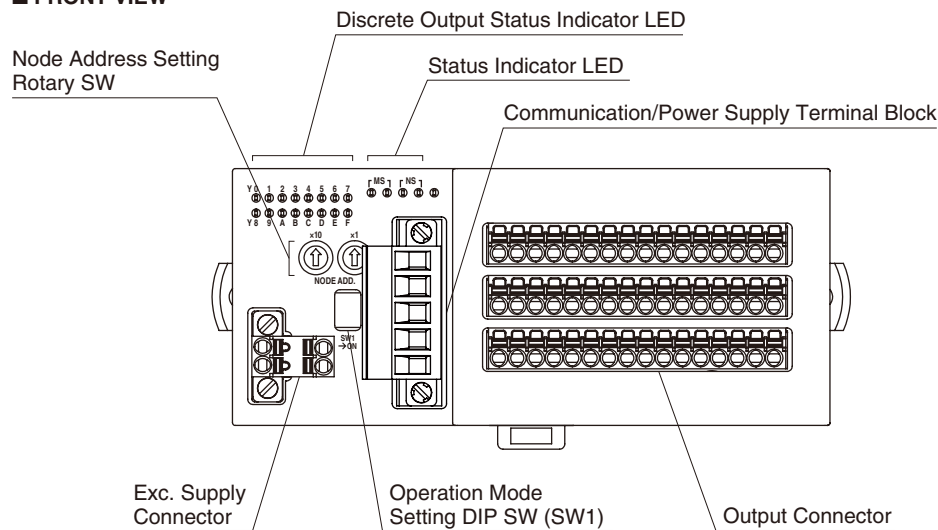 ■ FRONT VIEW
Discrete Output Status Indicator LED
Node Address Setting
Rotary SW
Status Indicator LED
Communication/Power Supply Terminal Block
MS NS
Y 0 1 2 3 4 5 6 7
Y 8 9 A B C D E F
×10 ×1
NODE ADD.
SW1
→ON
Exc. Supply
Connector
Operation Mode
Setting DIP SW (SW1)
Output Connector